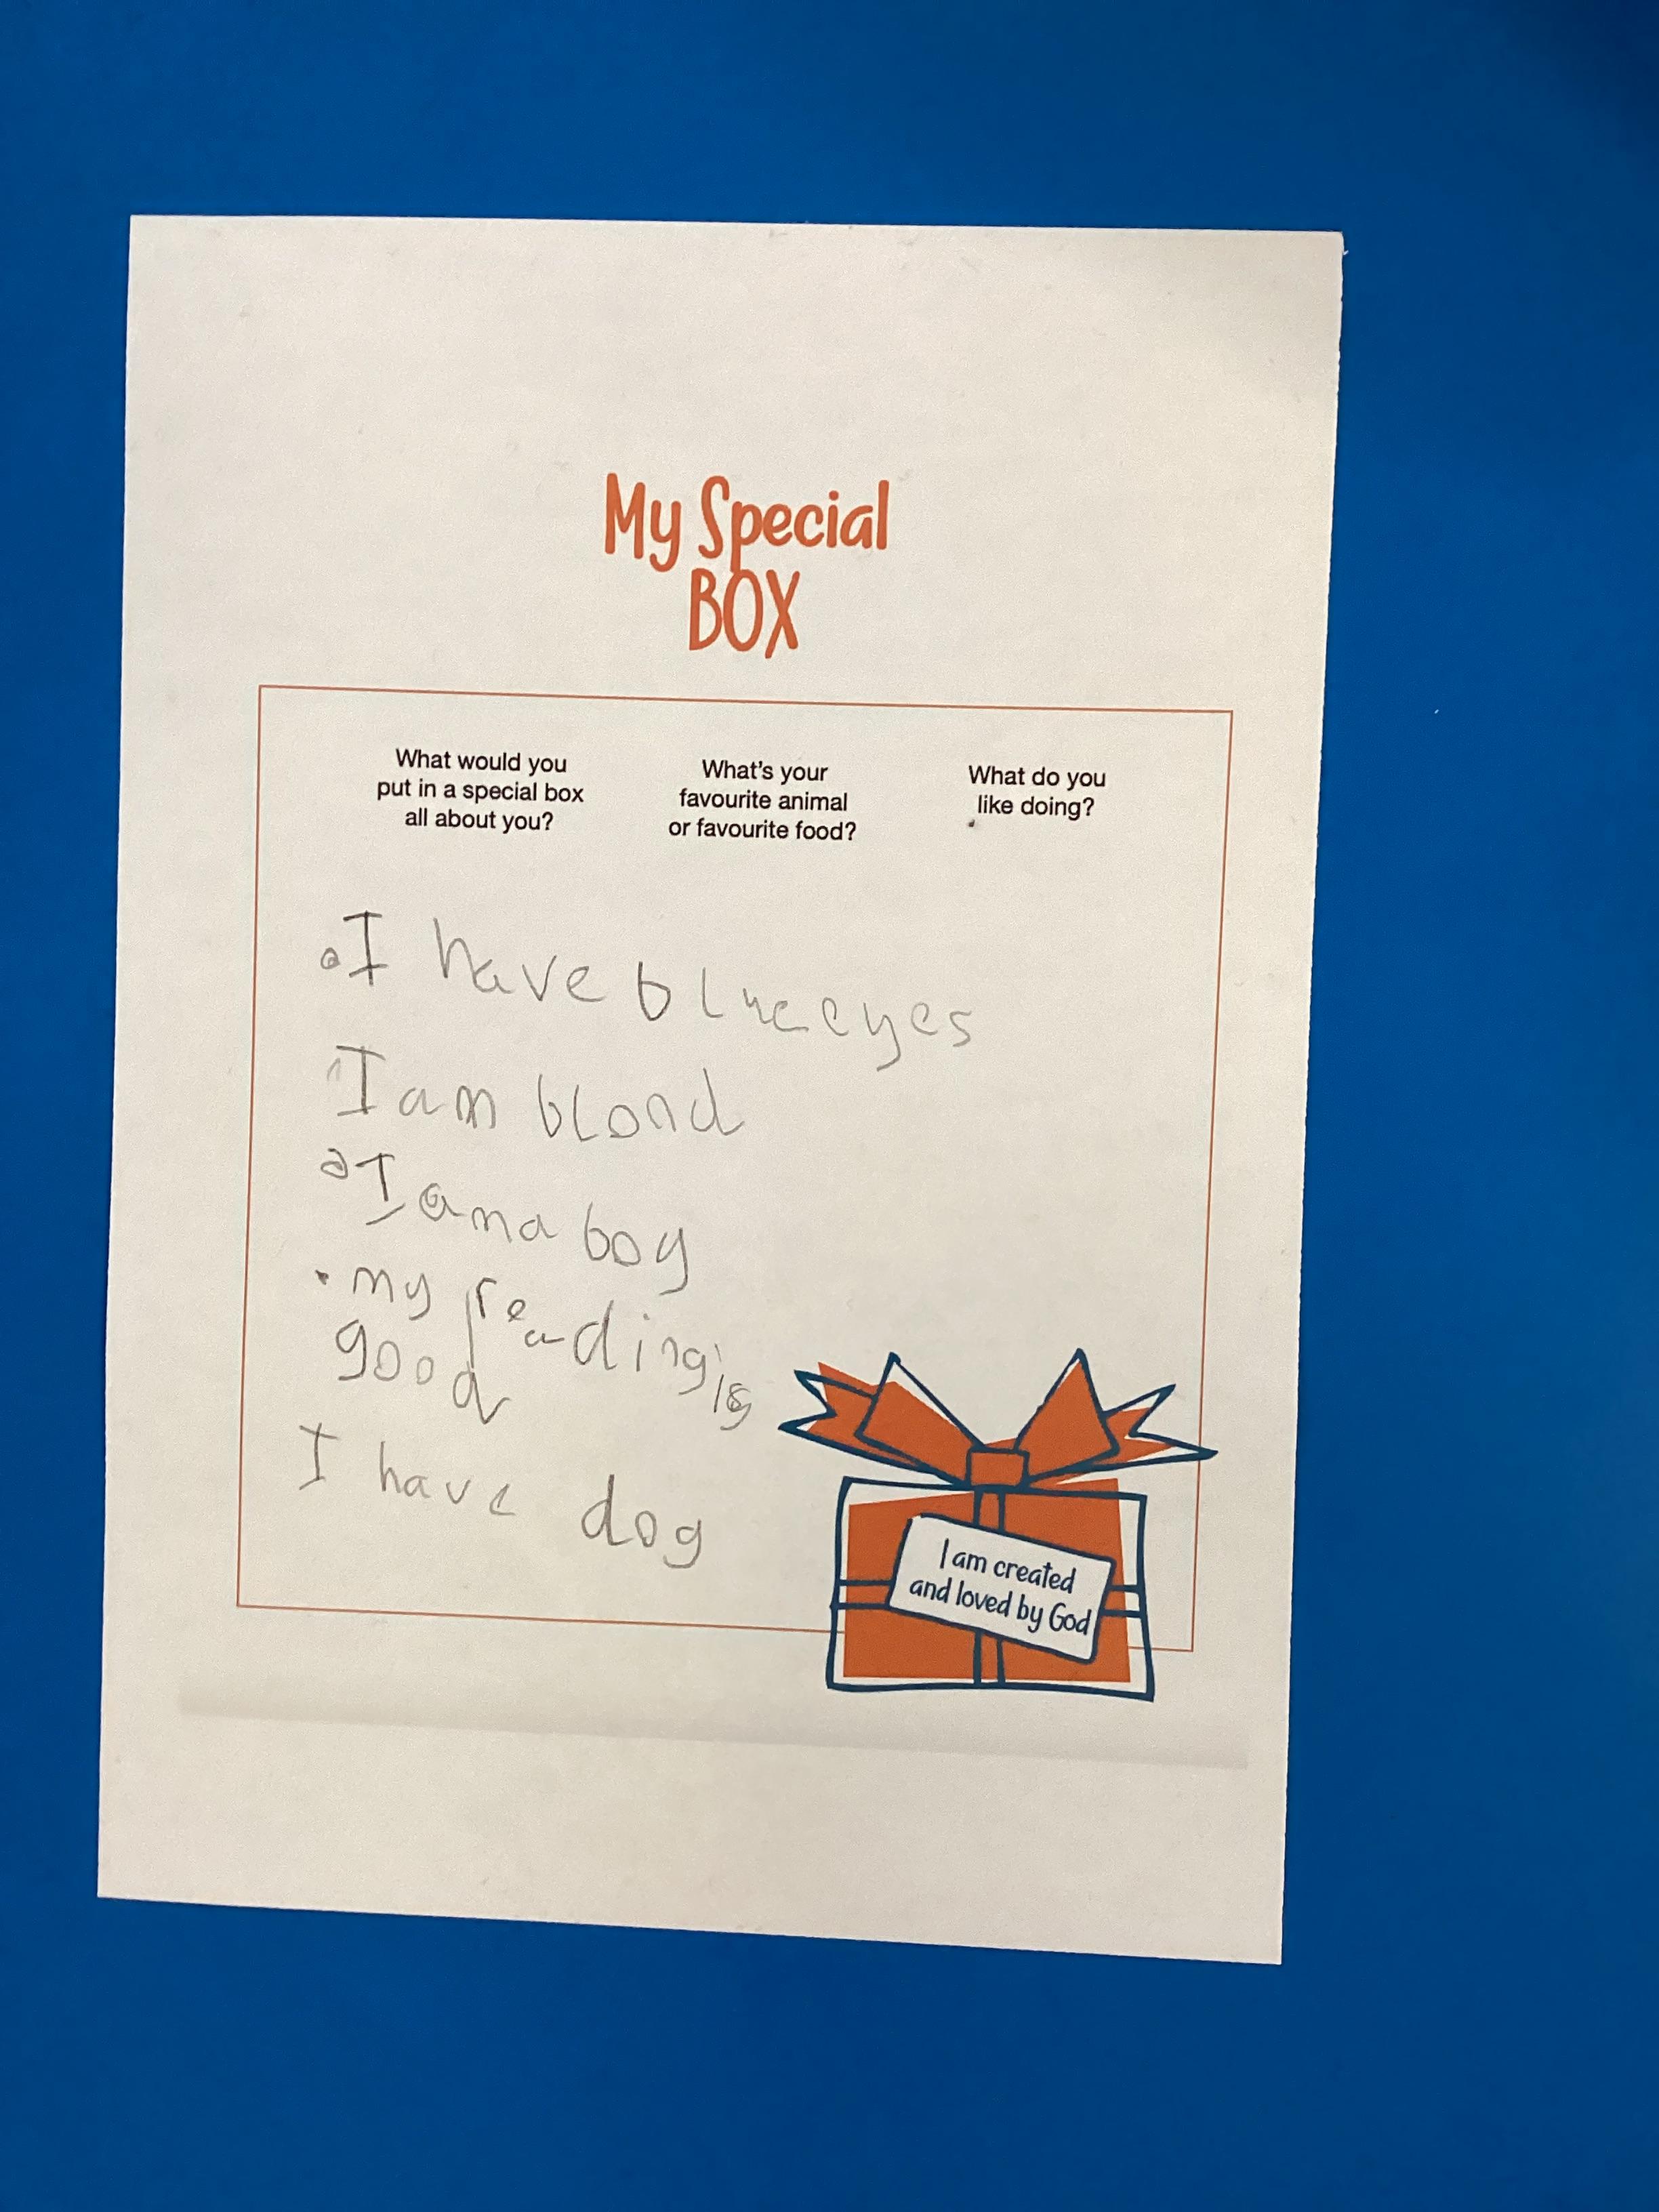 My Special
BOX
What would you
put in a special box
all about you?
What's your
favourite animal
or favourite food?
What do you
like doing?
I have blue eyes
I am blond
I am a boy
• my reading is
good
I have dog
I am created
and loved by God